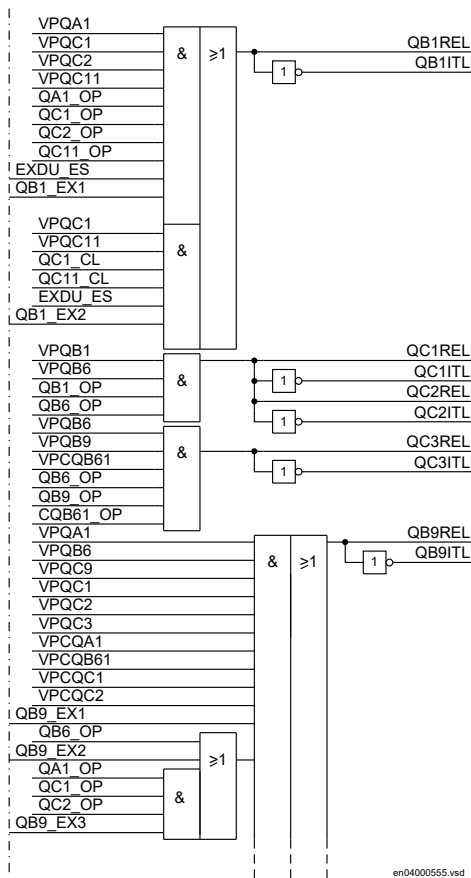 VPQA1
VPQC1
VPQC2
VPQC11
QA1_OP
QC1_OP
QC2_OP
QC11_OP
EXDU_ES
QB1_EX1
& ≥1
QB1REL
1 QB1ITL
VPQC1
VPQC11
QC1_CL
QC11_CL
EXDU_ES
QB1_EX2
&
VPQB1
VPQB6
QB1_OP
QB6_OP
&
QC1REL
1 QC1ITL
QC2REL
1 QC2ITL
VPQB6
VPQB9
VPCQB61
QB6_OP
QB9_OP
CQB61_OP
&
QC3REL
1 QC3ITL
VPQA1
VPQB6
VPQC9
VPQC1
VPQC2
VPQC3
VPCQA1
VPCQB61
VPCQC1
VPCQC2
QB9_EX1
& ≥1
QB9REL
1 QB9ITL
QB6_OP
QB9_EX2
≥1
QA1_OP
QC1_OP
QC2_OP
QB9_EX3
&
en04000555.vsd